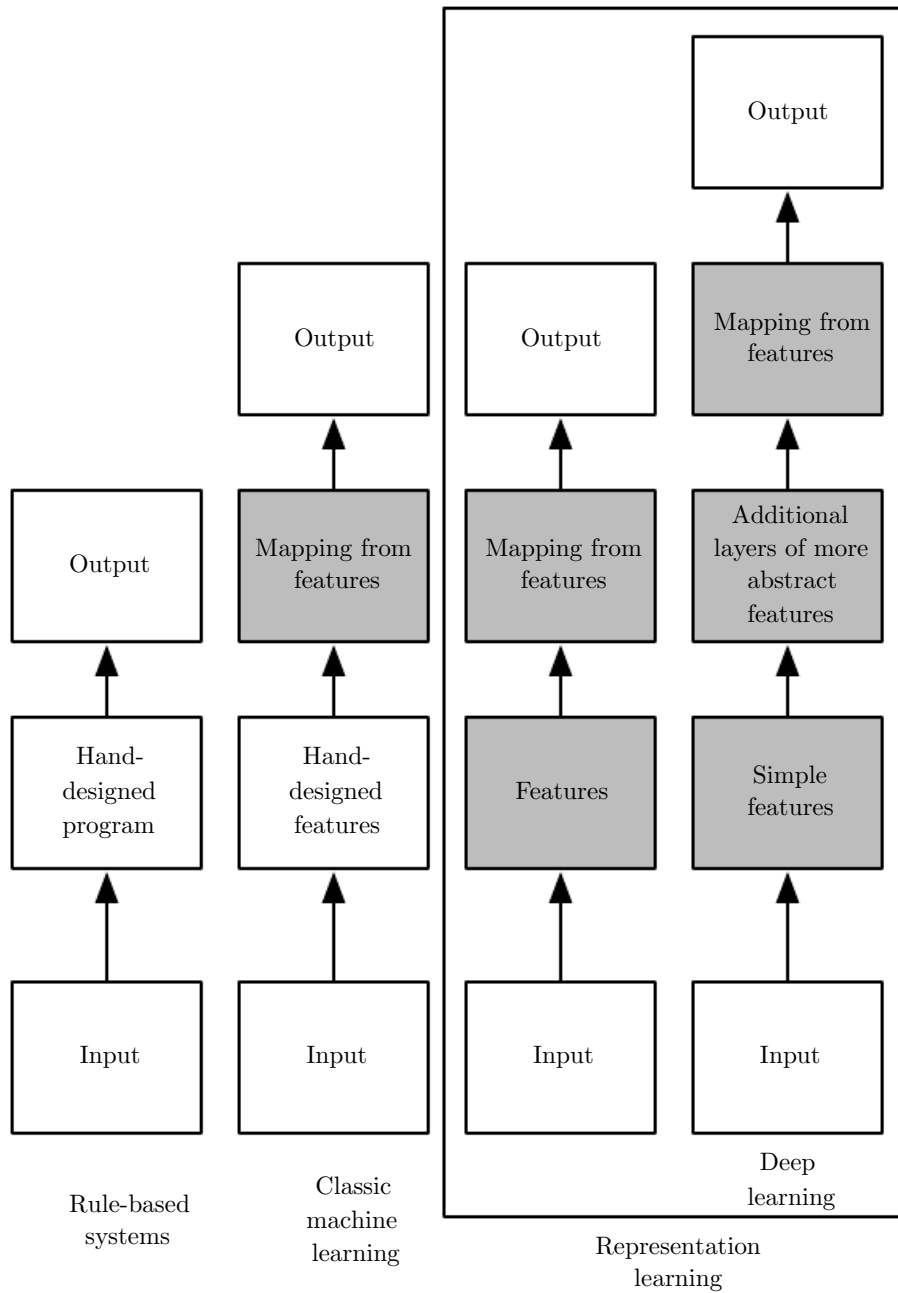 Output
Output
Output
Mapping from
features
Output
Mapping from
features
Mapping from
features
Additional
layers of more
abstract
features
Hand-
designed
program
Hand-
designed
features
Features
Simple
features
Input
Input
Input
Input
Rule-based
systems
Classic
machine
learning
Deep
learning
Representation
learning